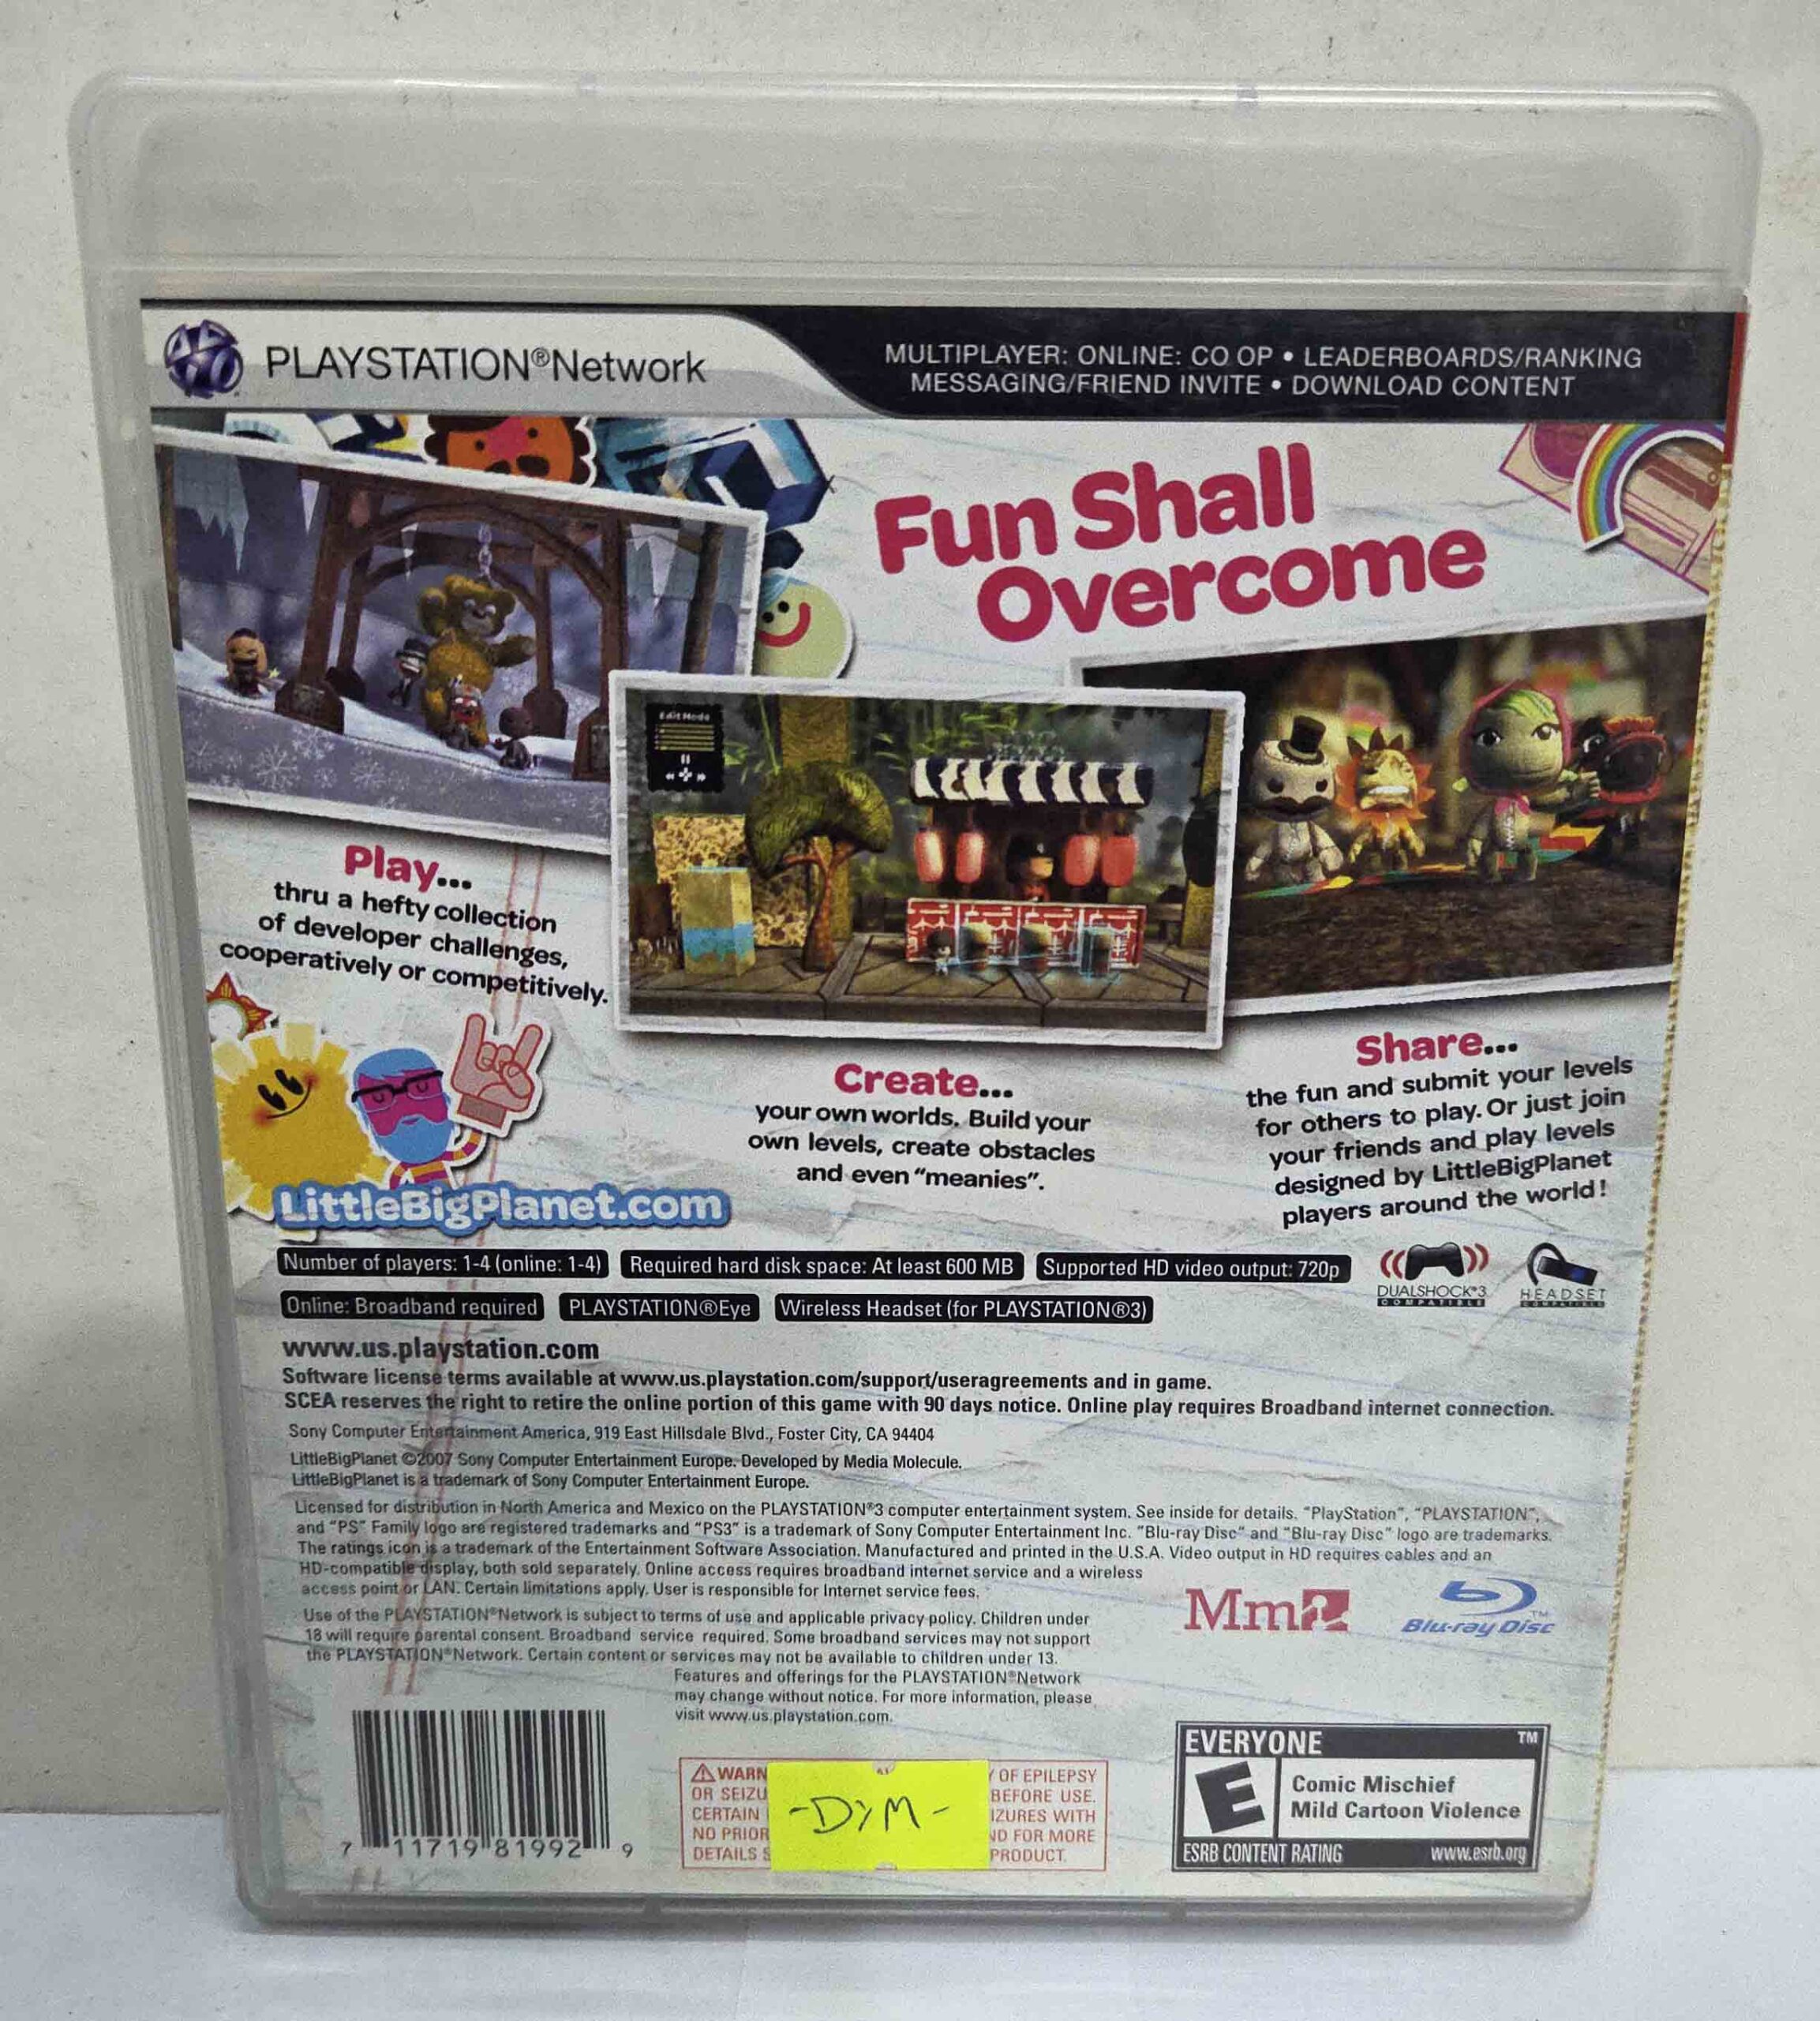 PLAYSTATION®Network
MULTIPLAYER: ONLINE: CO OP • LEADERBOARDS/RANKING
MESSAGING/FRIEND INVITE • DOWNLOAD CONTENT
Fun Shall
Overcome
Edit Mode
Play...
thru a hefty collection
of developer challenges,
cooperatively or competitively.
Create...
your own worlds. Build your
own levels, create obstacles
and even “meanies”.
Share...
the fun and submit your levels
for others to play. Or just join
your friends and play levels
designed by LittleBigPlanet
players around the world!
LittleBigPlanet.com
Number of players: 1-4 (online: 1-4)
Required hard disk space: At least 600 MB
Supported HD video output: 720p
DUALSHOCK®3
COMPATIBLE
HEADSET
COMPATIBLE
Online: Broadband required
PLAYSTATION®Eye
Wireless Headset (for PLAYSTATION®3)
www.us.playstation.com
Software license terms available at www.us.playstation.com/support/useragreements and in game.
SCEA reserves the right to retire the online portion of this game with 90 days notice. Online play requires Broadband internet connection.
Sony Computer Entertainment America, 919 East Hillsdale Blvd., Foster City, CA 94404
LittleBigPlanet ©2007 Sony Computer Entertainment Europe. Developed by Media Molecule.
LittleBigPlanet is a trademark of Sony Computer Entertainment Europe.
Licensed for distribution in North America and Mexico on the PLAYSTATION®3 computer entertainment system. See inside for details. “PlayStation”, “PLAYSTATION”,
and “PS” Family logo are registered trademarks and “PS3” is a trademark of Sony Computer Entertainment Inc. “Blu-ray Disc” and “Blu-ray Disc” logo are trademarks.
The ratings icon is a trademark of the Entertainment Software Association. Manufactured and printed in the U.S.A. Video output in HD requires cables and an
HD-compatible display, both sold separately. Online access requires broadband internet service and a wireless
access point or LAN. Certain limitations apply. User is responsible for Internet service fees.
Use of the PLAYSTATION®Network is subject to terms of use and applicable privacy policy. Children under
18 will require parental consent. Broadband service required. Some broadband services may not support
the PLAYSTATION®Network. Certain content or services may not be available to children under 13.
Features and offerings for the PLAYSTATION®Network
may change without notice. For more information, please
visit www.us.playstation.com.
Mm
Blu-ray Disc™
7 11719 81992 9
WARN
OF EPILEPSY
OR SEIZU
BEFORE USE.
CERTAIN
IZURES WITH
NO PRIOR
ND FOR MORE
DETAILS S
PRODUCT.
-DYM-
EVERYONE ™
E
Comic Mischief
Mild Cartoon Violence
ESRB CONTENT RATING www.esrb.org